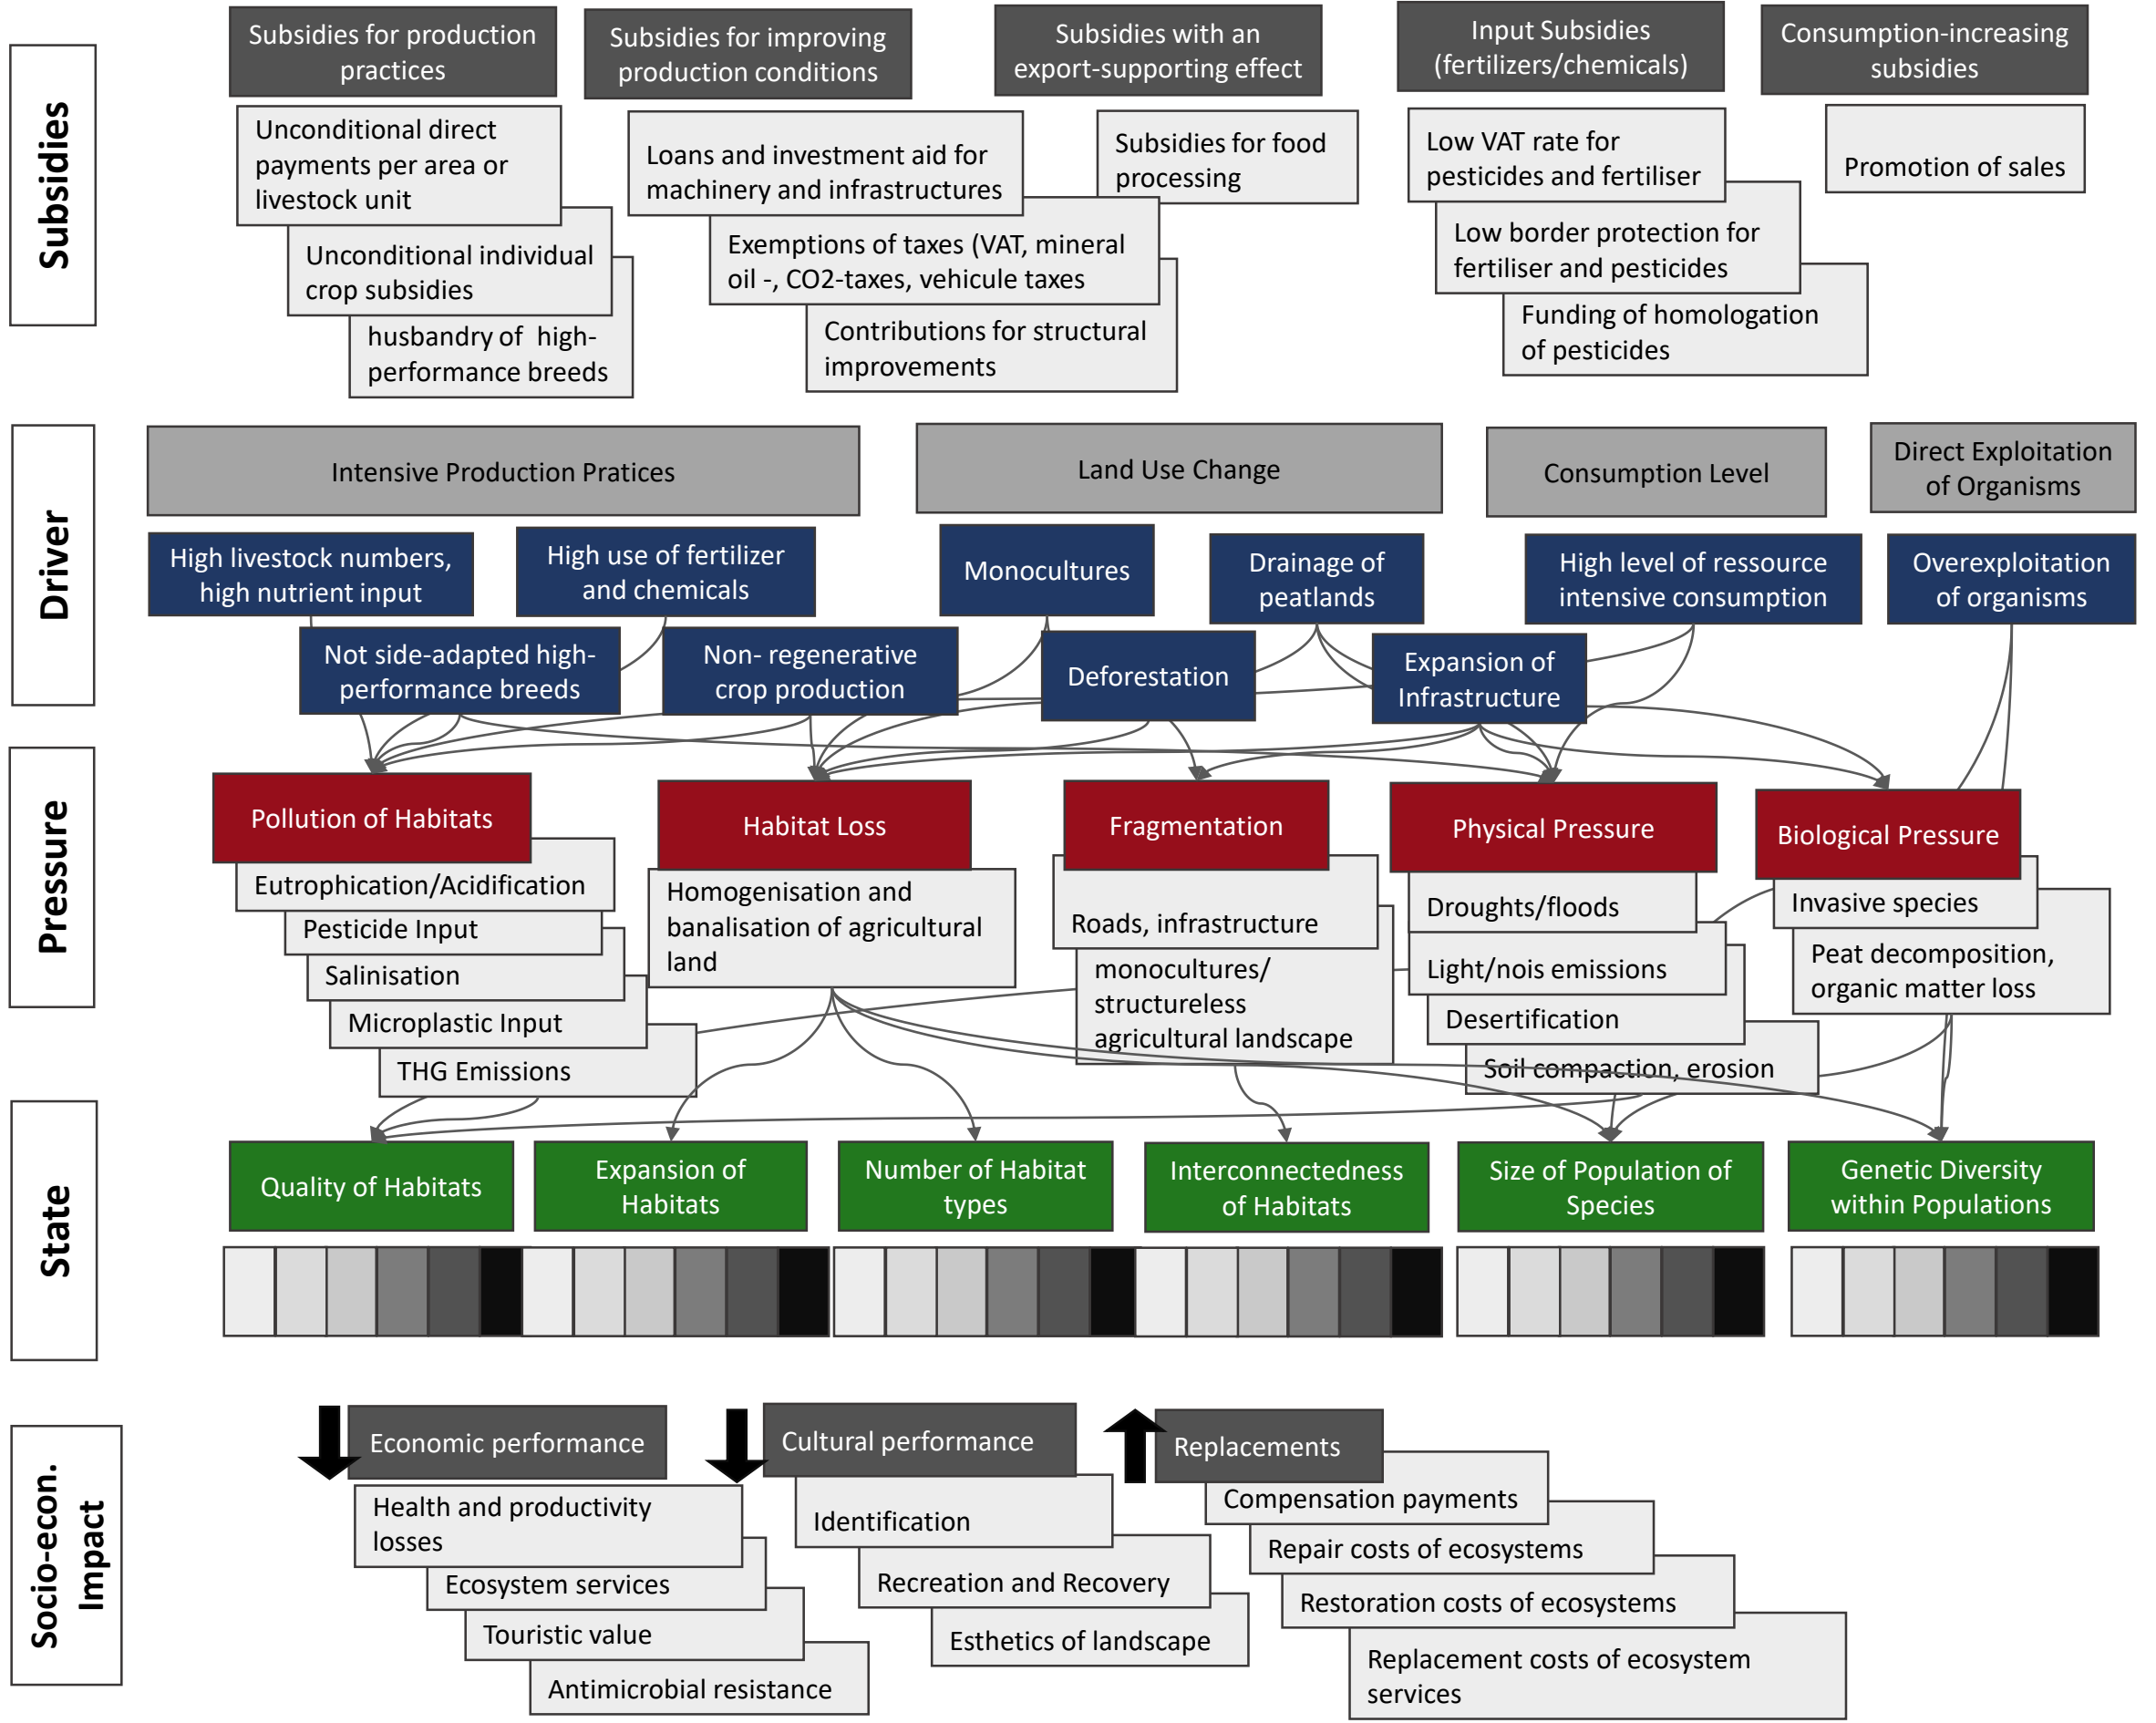 Subsidies
Subsidies for production
practices
Subsidies for improving
production conditions
Subsidies with an
export-supporting effect
Input Subsidies
(fertilizers/chemicals)
Consumption-increasing
subsidies
Unconditional direct
payments per area or
livestock unit
Unconditional individual
crop subsidies
husbandry of  high-
performance breeds
Loans and investment aid for
machinery and infrastructures
Exemptions of taxes (VAT, mineral
oil -, CO2-taxes, vehicule taxes
Contributions for structural
improvements
Subsidies for food
processing
Low VAT rate for
pesticides and fertiliser
Low border protection for
fertiliser and pesticides
Funding of homologation
of pesticides
Promotion of sales
Driver
Intensive Production Pratices
Land Use Change
Consumption Level
Direct Exploitation
of Organisms
High livestock numbers,
high nutrient input
High use of fertilizer
and chemicals
Monocultures
Drainage of
peatlands
High level of ressource
intensive consumption
Overexploitation
of organisms
Not side-adapted high-
performance breeds
Non- regenerative
crop production
Deforestation
Expansion of
Infrastructure
Pressure
Pollution of Habitats
Eutrophication/Acidification
Pesticide Input
Salinisation
Microplastic Input
THG Emissions
Habitat Loss
Homogenisation and
banalisation of agricultural
land
Fragmentation
Roads, infrastructure
monocultures/
structureless
agricultural landscape
Physical Pressure
Droughts/floods
Light/nois emissions
Desertification
Soil compaction, erosion
Biological Pressure
Invasive species
Peat decomposition,
organic matter loss
State
Quality of Habitats
Expansion of
Habitats
Number of Habitat
types
Interconnectedness
of Habitats
Size of Population of
Species
Genetic Diversity
within Populations
Socio-econ.
Impact
Economic performance
Health and productivity
losses
Ecosystem services
Touristic value
Antimicrobial resistance
Cultural performance
Identification
Recreation and Recovery
Esthetics of landscape
Replacements
Compensation payments
Repair costs of ecosystems
Restoration costs of ecosystems
Replacement costs of ecosystem
services